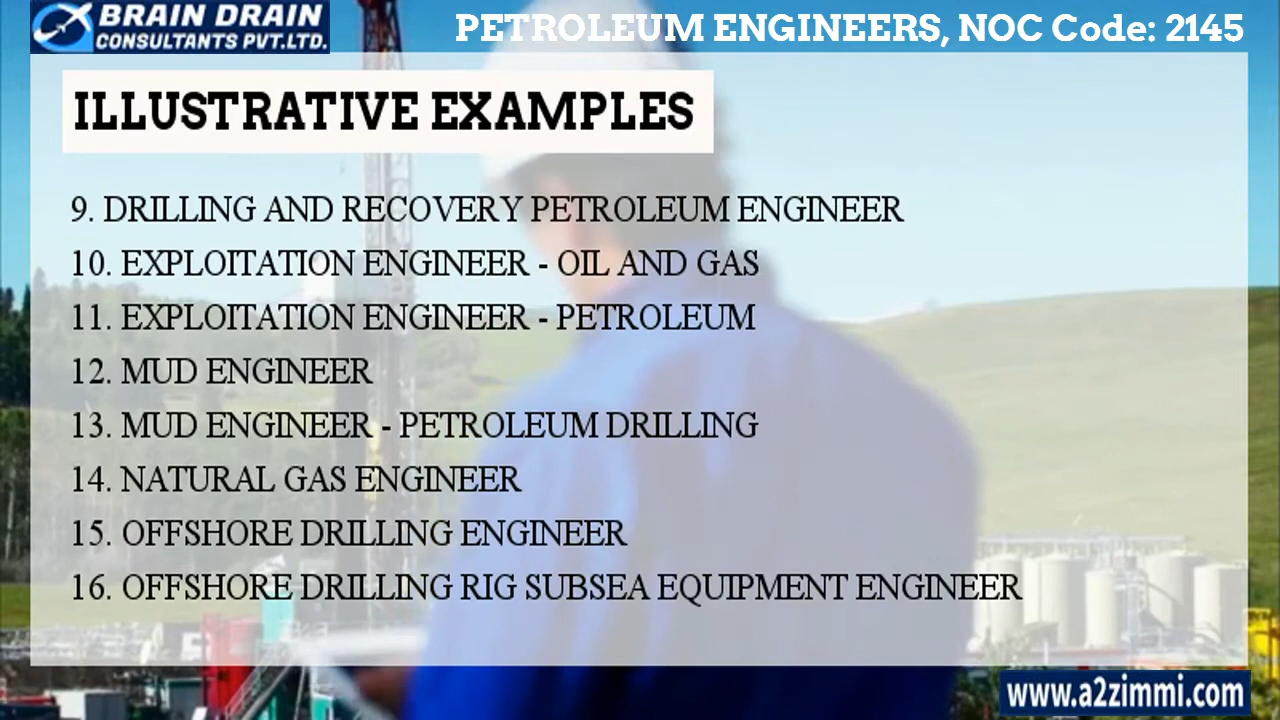 BRAIN DRAIN
CONSULTANTS PVT.LTD.
PETROLEUM ENGINEERS, NOC Code: 2145
ILLUSTRATIVE EXAMPLES
9. DRILLING AND RECOVERY PETROLEUM ENGINEER
10. EXPLOITATION ENGINEER - OIL AND GAS
11. EXPLOITATION ENGINEER - PETROLEUM
12. MUD ENGINEER
13. MUD ENGINEER - PETROLEUM DRILLING
14. NATURAL GAS ENGINEER
15. OFFSHORE DRILLING ENGINEER
16. OFFSHORE DRILLING RIG SUBSEA EQUIPMENT ENGINEER
www.a2zimmi.com